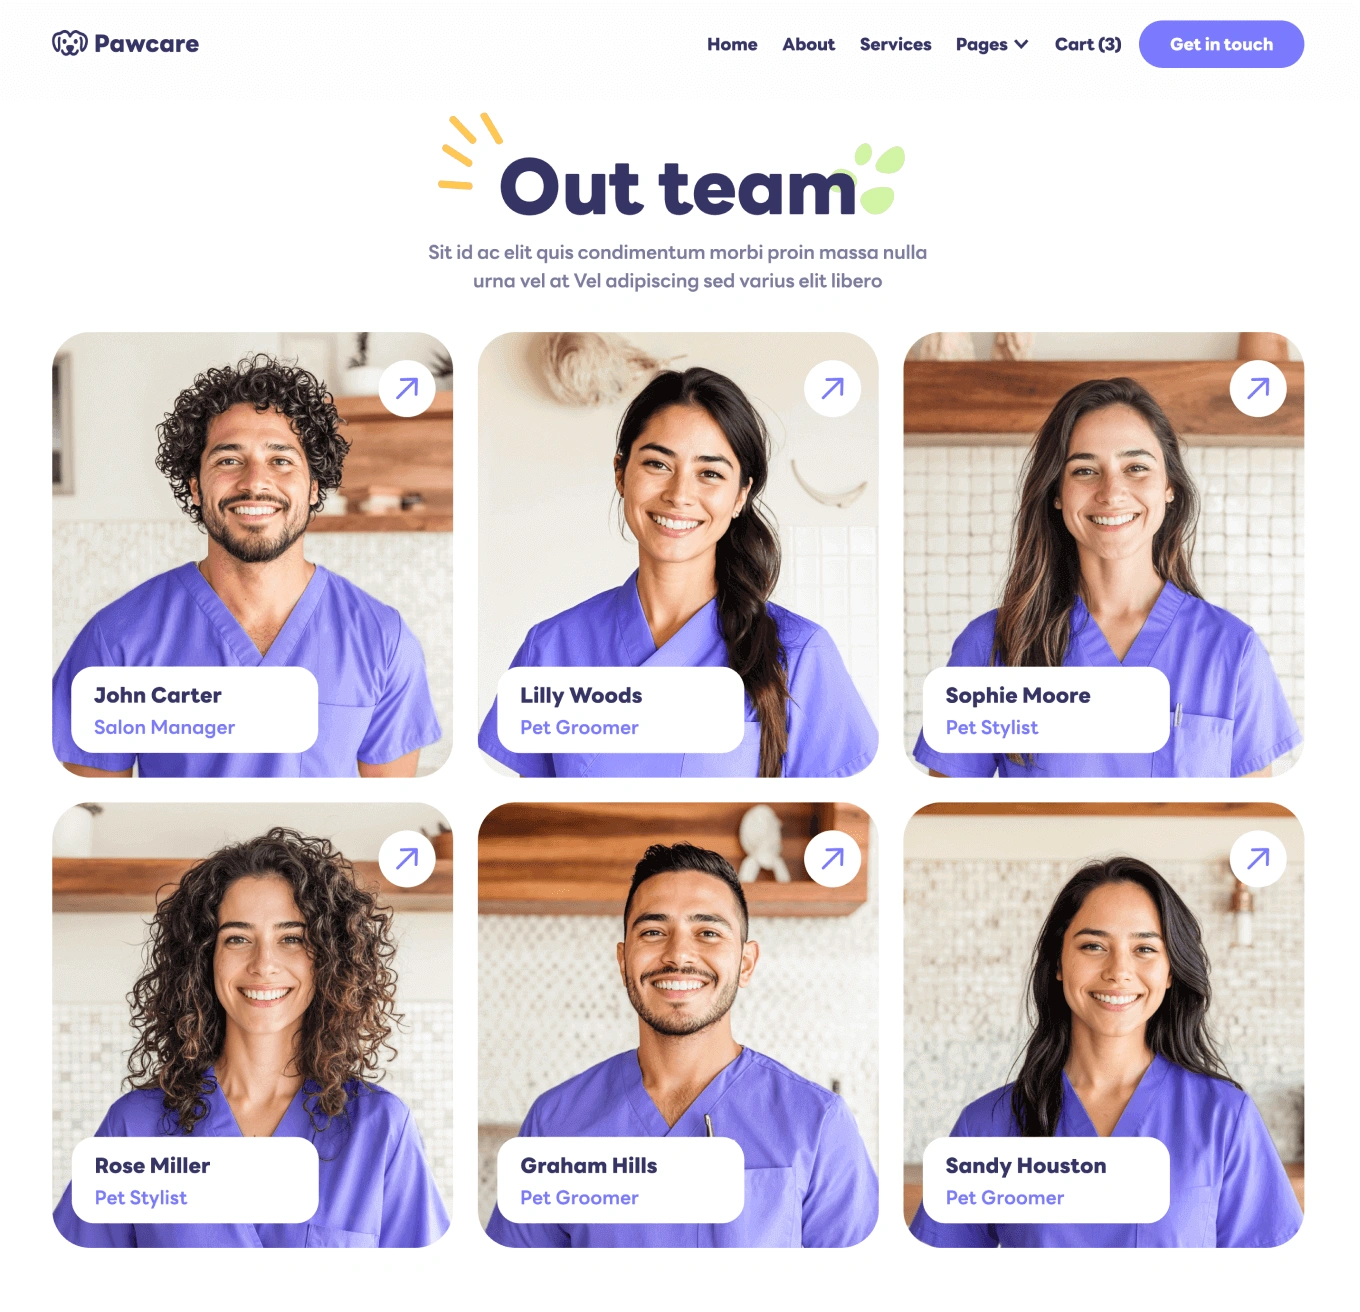 Pawcare
Home About Services Pages Cart (3) Get in touch
Out team
Sit id ac elit quis condimentum morbi proin massa nulla
urna vel at Vel adipiscing sed varius elit libero
John Carter
Salon Manager
Lilly Woods
Pet Groomer
Sophie Moore
Pet Stylist
Rose Miller
Pet Stylist
Graham Hills
Pet Groomer
Sandy Houston
Pet Groomer